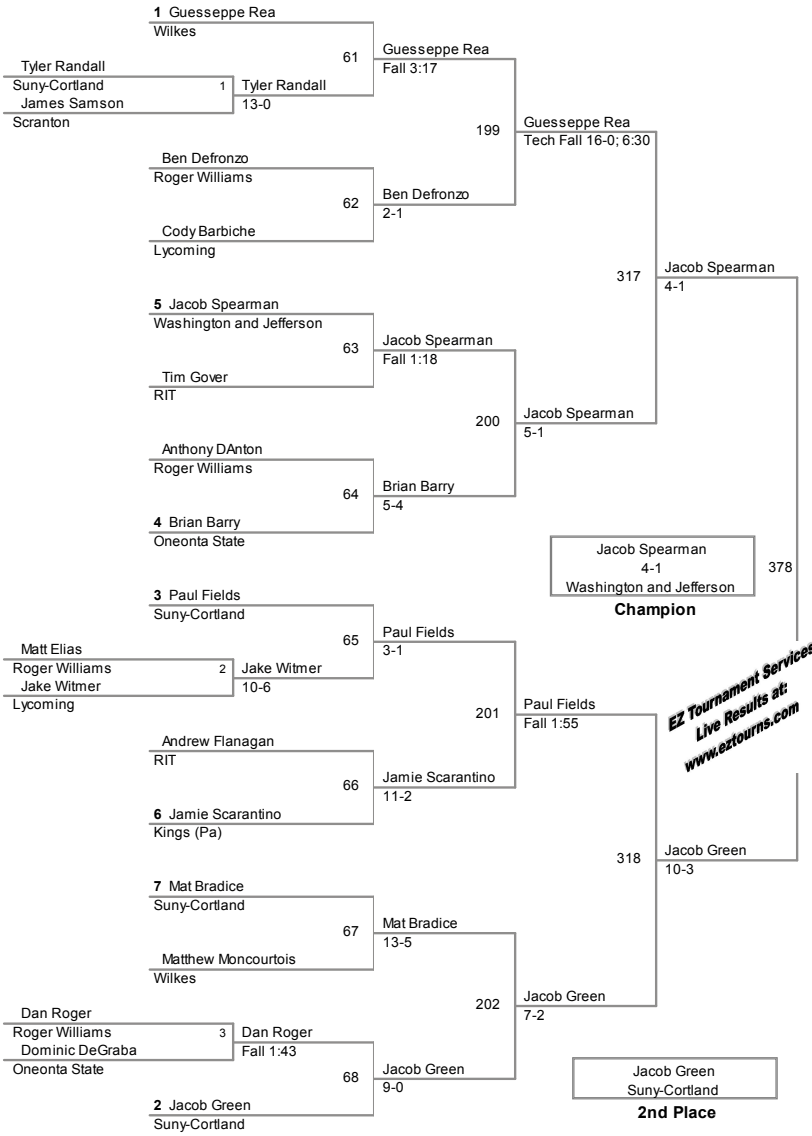 1 Guesseppe Rea
Wilkes
61
Guesseppe Rea
Fall 3:17
Tyler Randall
Suny-Cortland
1
Tyler Randall
13-0
James Samson
Scranton
199
Guesseppe Rea
Tech Fall 16-0; 6:30
Ben Defronzo
Roger Williams
62
Ben Defronzo
2-1
Cody Barbiche
Lycoming
317
Jacob Spearman
4-1
5 Jacob Spearman
Washington and Jefferson
63
Jacob Spearman
Fall 1:18
Tim Gover
RIT
200
Jacob Spearman
5-1
Anthony DAnton
Roger Williams
64
Brian Barry
5-4
4 Brian Barry
Oneonta State
Jacob Spearman
4-1
Washington and Jefferson
Champion
378
3 Paul Fields
Suny-Cortland
65
Paul Fields
3-1
Matt Elias
Roger Williams
2
Jake Witmer
10-6
Jake Witmer
Lycoming
201
Paul Fields
Fall 1:55
EZ Tournament Services
Live Results at:
www.eztourns.com
Andrew Flanagan
RIT
66
Jamie Scarantino
11-2
6 Jamie Scarantino
Kings (Pa)
318
Jacob Green
10-3
7 Mat Bradice
Suny-Cortland
67
Mat Bradice
13-5
Matthew Moncourtois
Wilkes
202
Jacob Green
7-2
Dan Roger
Roger Williams
3
Dan Roger
Fall 1:43
Dominic DeGraba
Oneonta State
68
Jacob Green
9-0
2 Jacob Green
Suny-Cortland
Jacob Green
Suny-Cortland
2nd Place